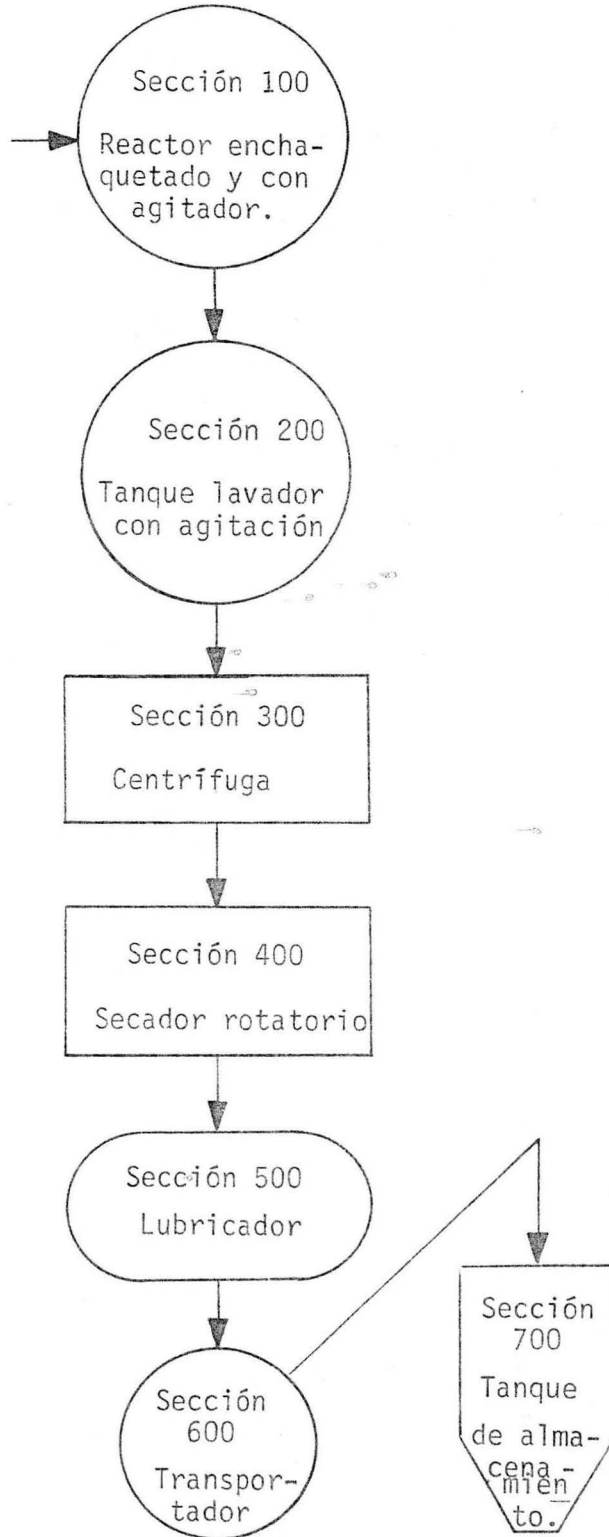 Sección 100
Reactor encha-
quetado y con
agitador.
Sección 200
Tanque lavador
con agitación
Sección 300
Centrífuga
Sección 400
Secador rotatorio
Sección 500
Lubricador
Sección
600
Transpor-
tador
Sección
700
Tanque
de alma-
cena-
mien
to.